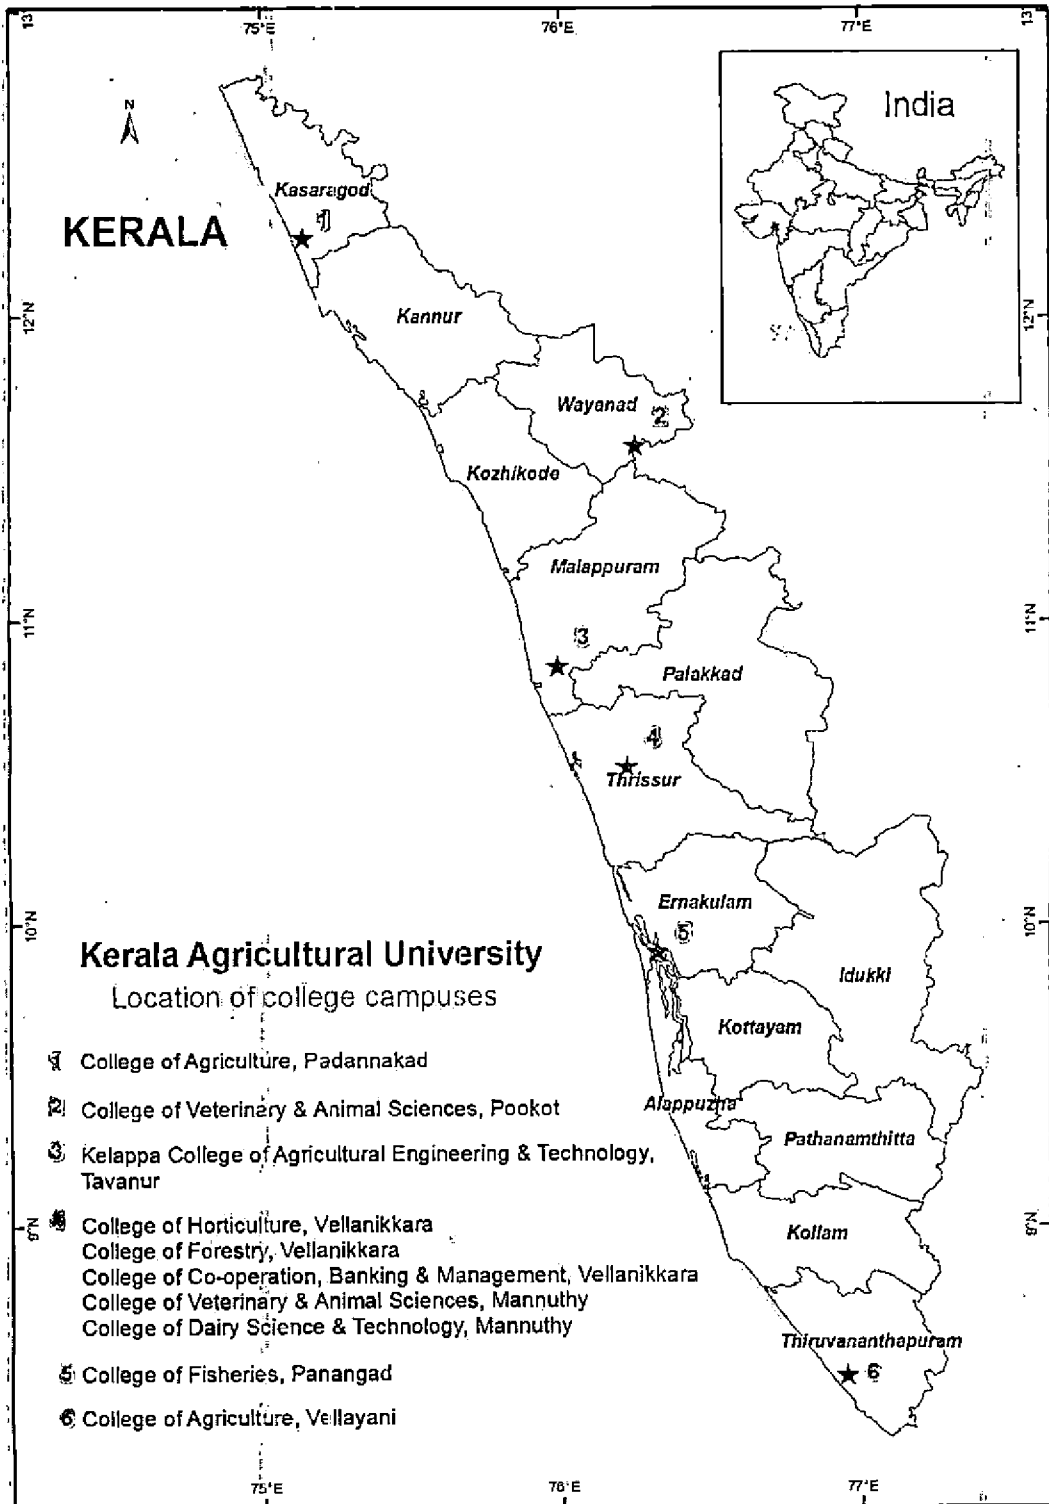 13
75°E
76°E
77°E
13
N
India
KERALA
Kasaragod
1
12°N
12°N
Kannur
Wayanad
2
Kozhikode
Malappuram
11°N
11°N
3
Palakkad
4
Thrissur
Ernakulam
5
10°N
10°N
Idukki
Kottayam
Alappuzha
Pathanamthitta
Kollam
9°N
9°N
Thiruvananthapuram
6
Kerala Agricultural University
Location of college campuses
1 College of Agriculture, Padannakad
2 College of Veterinary & Animal Sciences, Pookot
3 Kelappa College of Agricultural Engineering & Technology,
Tavanur
4 College of Horticulture, Vellanikkara
College of Forestry, Vellanikkara
College of Co-operation, Banking & Management, Vellanikkara
College of Veterinary & Animal Sciences, Mannuthy
College of Dairy Science & Technology, Mannuthy
5 College of Fisheries, Panangad
6 College of Agriculture, Vellayani
75°E
76°E
77°E